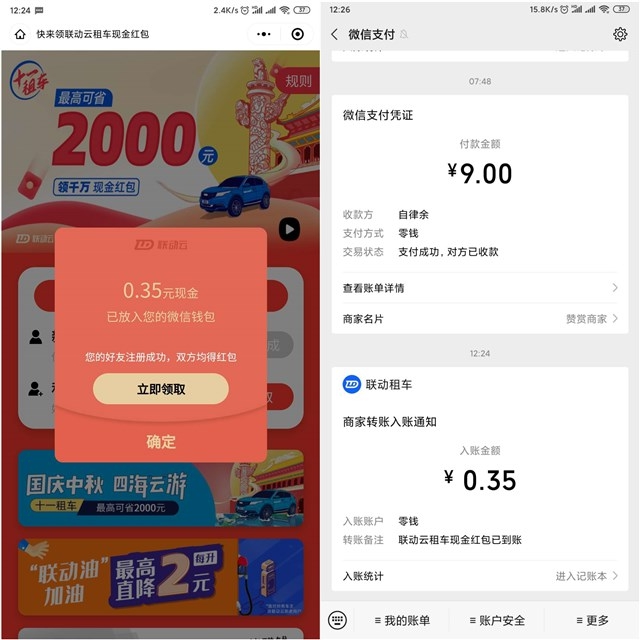 12:24
2.4K/s
37
快来领联动云租车现金红包
十一
租车
规则
最高可省
2000元
领千万 现金红包
联动云
联动云
0.35元现金
已放入您的微信钱包
您的好友注册成功，双方均得红包
立即领取
确定
成
取
国庆中秋 四海云游
十一租车 最高可省2000元
“联动油”
加油
最高
直降
2元
每升
12:26
15.8K/s
37
微信支付
07:48
微信支付凭证
付款金额
¥9.00
收款方 自律余
支付方式 零钱
交易状态 支付成功，对方已收款
查看账单详情
商家名片 赞赏商家
12:24
联动租车
商家转账入账通知
入账金额
¥ 0.35
入账账户 零钱
转账备注 联动云租车现金红包已到账
入账统计 进入记账本
我的账单
账户安全
更多